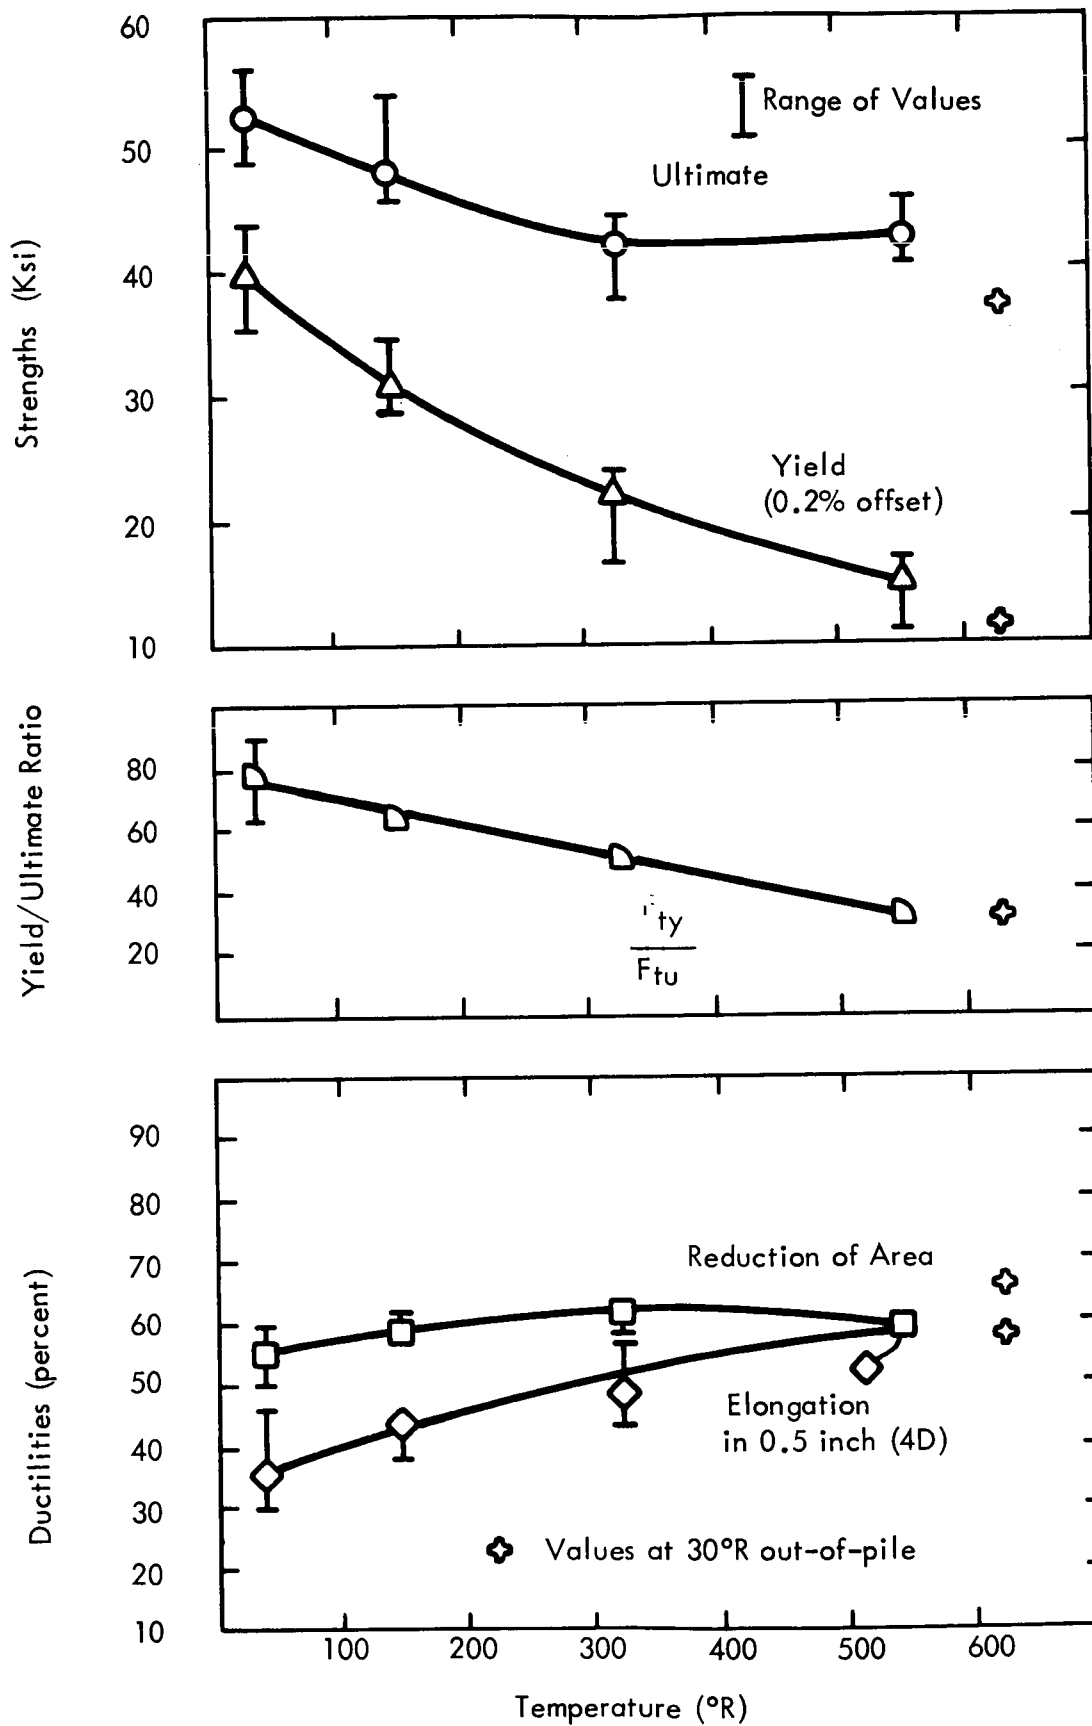 60
50
40
30
20
10
Strengths (Ksi)
Range of Values
Ultimate
Yield
(0.2% offset)
80
60
40
20
Yield/Ultimate Ratio
ty
Ftu
90
80
70
60
50
40
30
20
10
Ductilities (percent)
Reduction of Area
Elongation
in 0.5 inch (4D)
Values at 30°R out-of-pile
100 200 300 400 500 600
Temperature (°R)